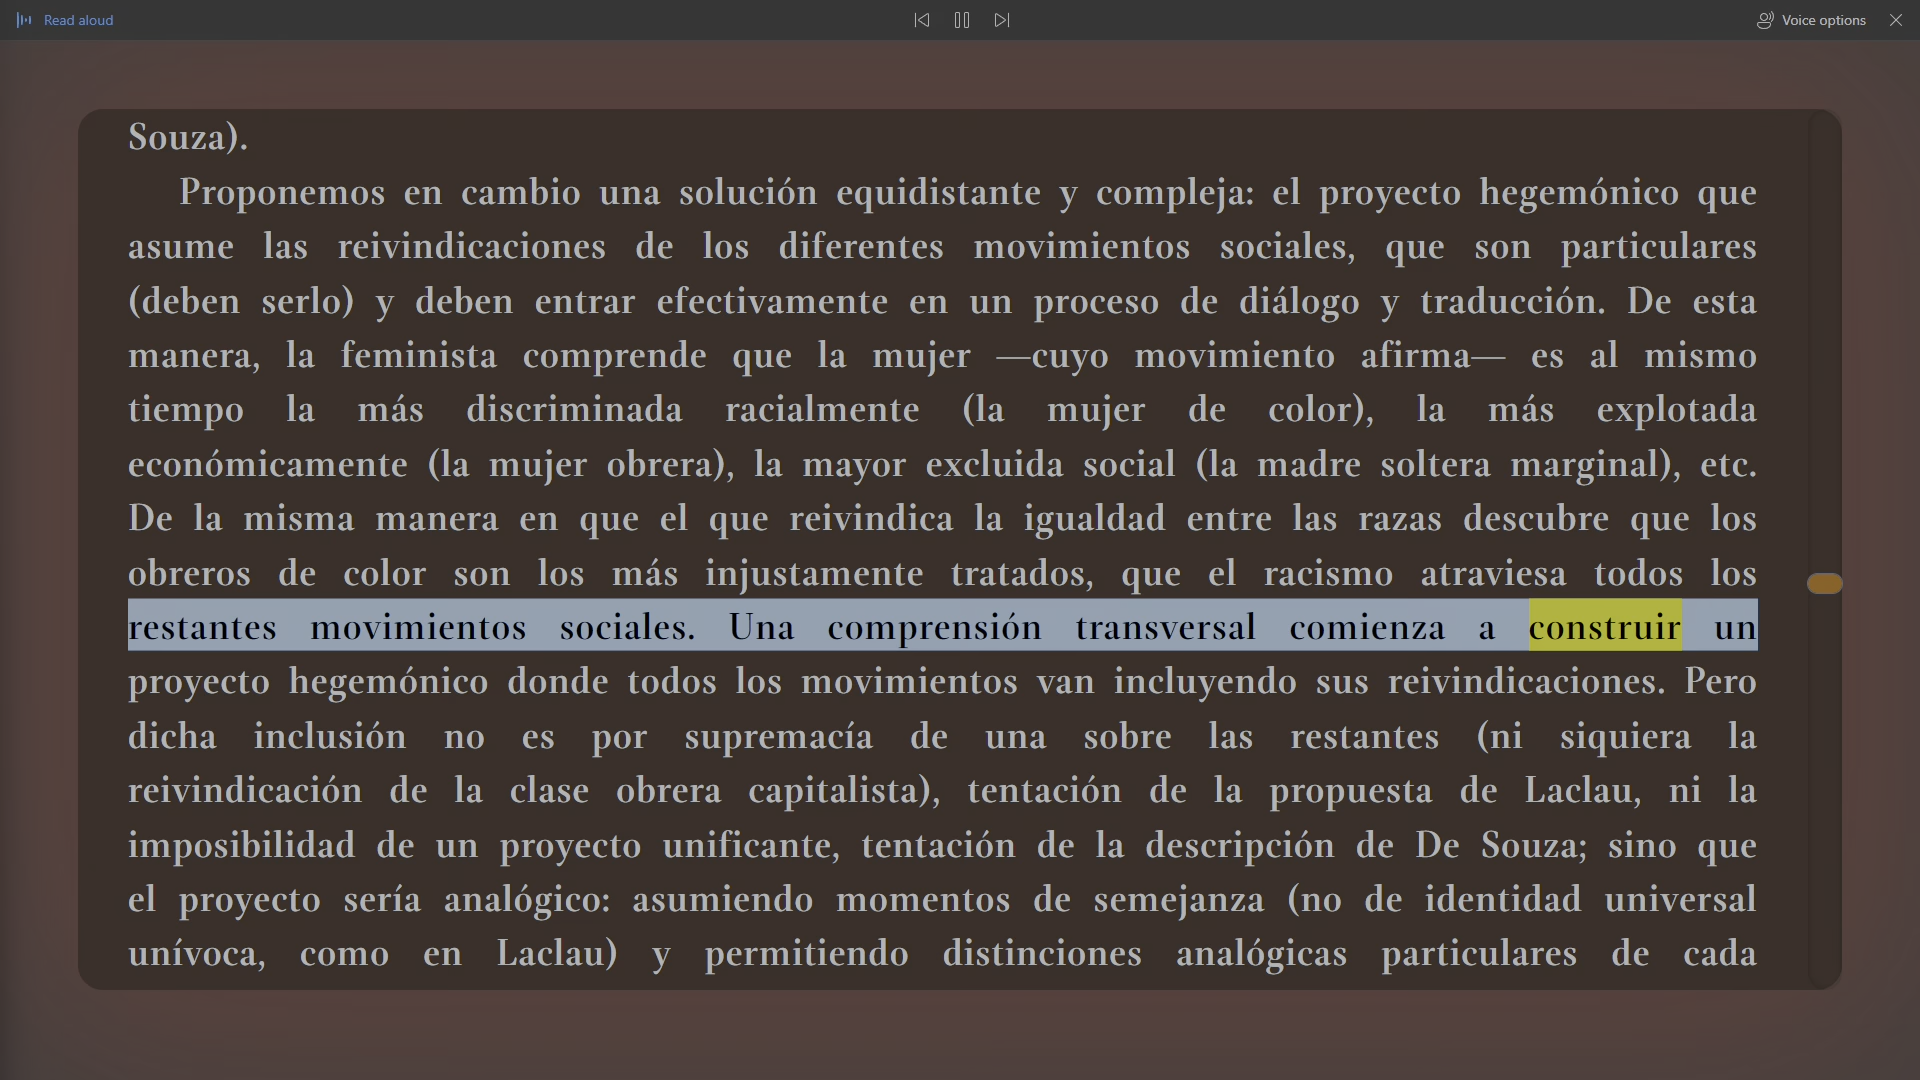 Read aloud
Voice options
Souza).
Proponemos en cambio una solución equidistante y compleja: el proyecto hegemónico que
asume las reivindicaciones de los diferentes movimientos sociales, que son particulares
(deben serlo) y deben entrar efectivamente en un proceso de diálogo y traducción. De esta
manera, la feminista comprende que la mujer —cuyo movimiento afirma— es al mismo
tiempo la más discriminada racialmente (la mujer de color), la más explotada
económicamente (la mujer obrera), la mayor excluida social (la madre soltera marginal), etc.
De la misma manera en que el que reivindica la igualdad entre las razas descubre que los
obreros de color son los más injustamente tratados, que el racismo atraviesa todos los
restantes movimientos sociales. Una comprensión transversal comienza a construir un
proyecto hegemónico donde todos los movimientos van incluyendo sus reivindicaciones. Pero
dicha inclusión no es por supremacía de una sobre las restantes (ni siquiera la
reivindicación de la clase obrera capitalista), tentación de la propuesta de Laclau, ni la
imposibilidad de un proyecto unificante, tentación de la descripción de De Souza; sino que
el proyecto sería analógico: asumiendo momentos de semejanza (no de identidad universal
unívoca, como en Laclau) y permitiendo distinciones analógicas particulares de cada